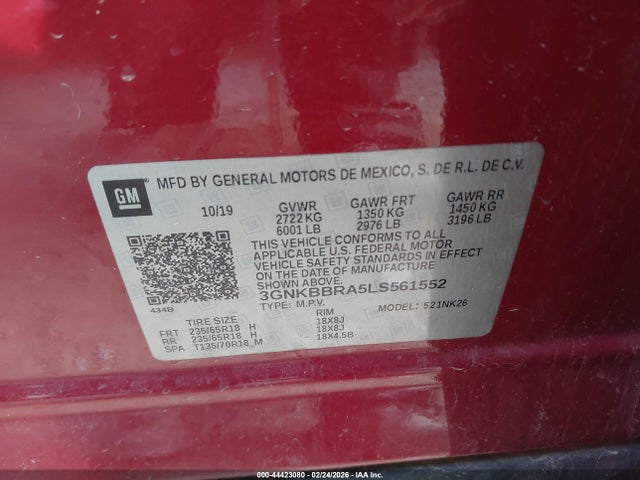 GM MFD BY GENERAL MOTORS DE MEXICO, S. DE R.L. DE C.V.
10/19 GVWR GAWR FRT GAWR RR
2722 KG 1350 KG 1450 KG
6001 LB 2976 LB 3196 LB
THIS VEHICLE CONFORMS TO ALL
APPLICABLE U.S. FEDERAL MOTOR
VEHICLE SAFETY STANDARDS IN
EFFECT ON THE DATE OF MANUFACTURE
SHOWN ABOVE.
3GNKBBRA5LS561552
434B TYPE: M.P.V. MODEL: 521NK26
TIRE SIZE RIM
FRT 235/65R18 H 18X8J
RR 235/65R18 H 18X8J
SPA T135/70R18 M 18X4.5B
000-44423080 - 02/24/2026 - IAA Inc.